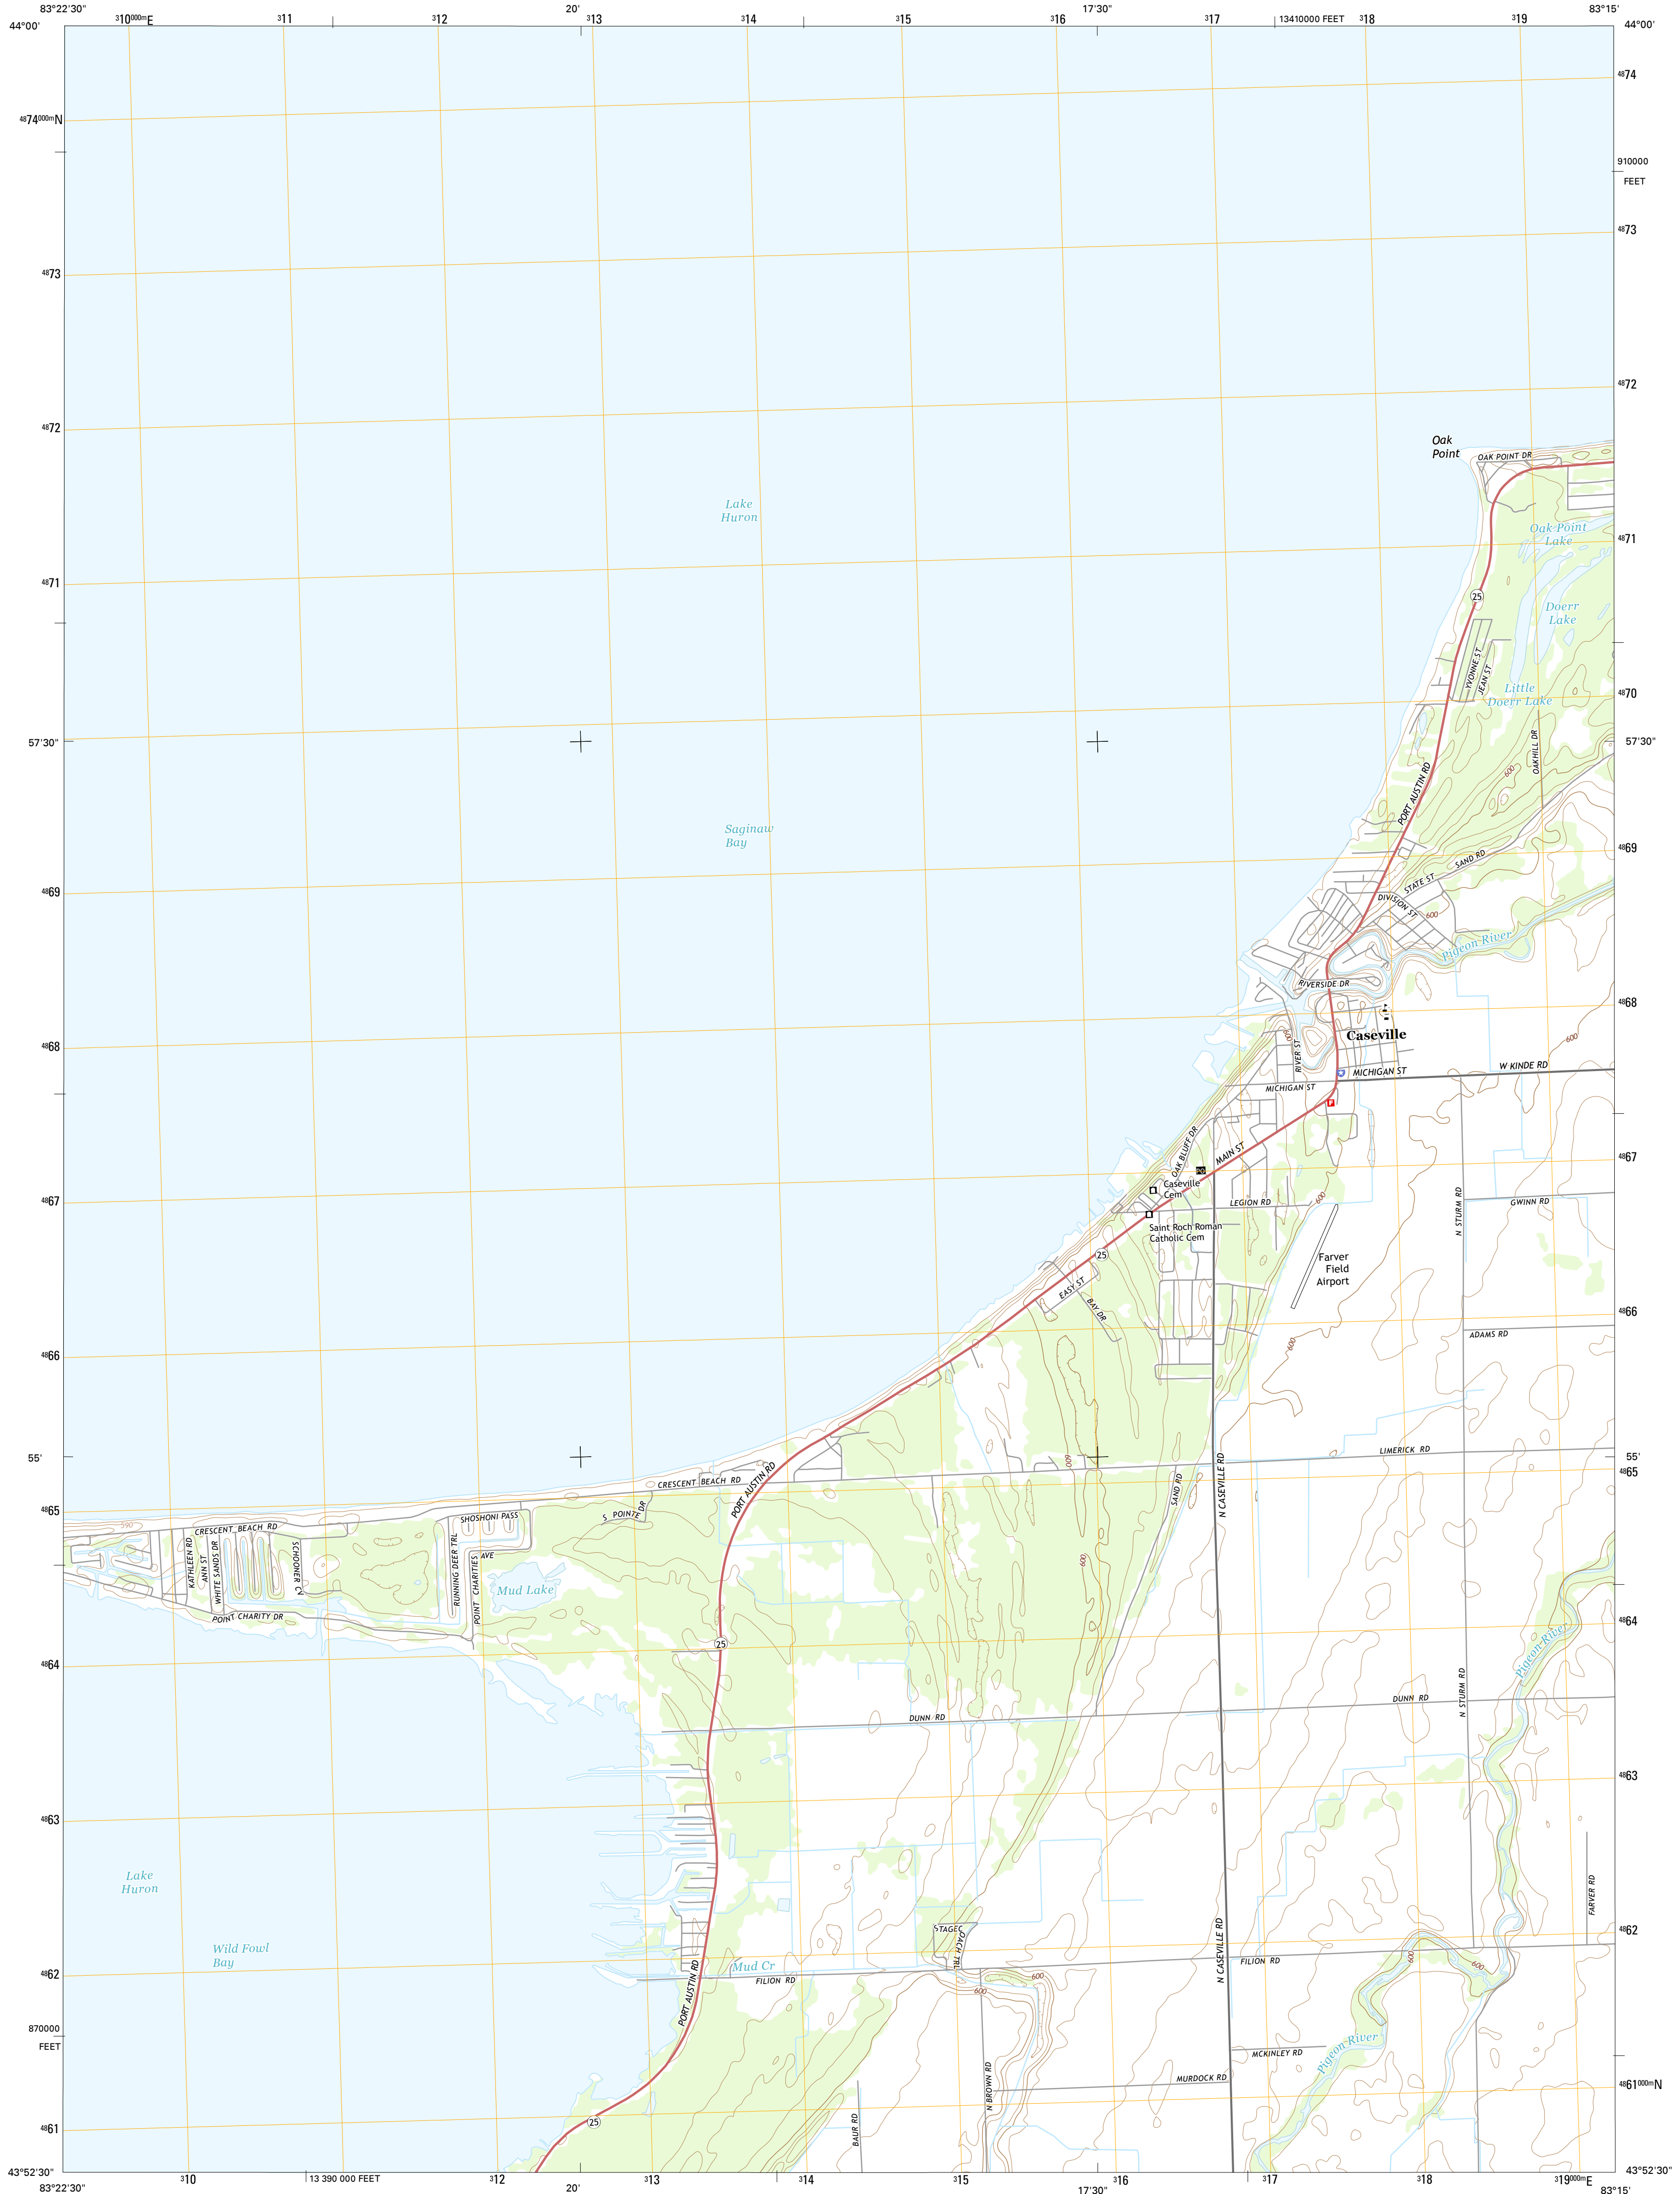 83°22'30"
³10⁰⁰⁰ᵐE
³11
³12
20'
³13
³14
³15
³16
17'30"
³17
13410000 FEET
³18
³19
83°15'
44°00'
44°00'
⁴⁸74
⁴⁸74⁰⁰⁰ᵐN
910000
FEET
⁴⁸73
⁴⁸73
⁴⁸72
⁴⁸72
Oak
Point
OAK POINT DR
Lake
Huron
Oak Point
Lake
⁴⁸71
⁴⁸71
25
Doerr
Lake
YVONNE ST
JEAN ST
Little
Doerr Lake
⁴⁸70
57'30"
57'30"
OAKHILL DR
600
PORT AUSTIN RD
Saginaw
Bay
⁴⁸69
SAND RD
STATE ST
⁴⁸69
DIVISION ST
600
Pigeon River
RIVERSIDE DR
⁴⁸68
Caseville
600
600
⁴⁸68
RIVER ST
W KINDE RD
MICHIGAN ST
MICHIGAN ST
F
OAK BLUFF DR
MAIN ST
⁴⁸67
PO
Caseville
Cem
600
LEGION RD
⁴⁸67
N STURM RD
GWINN RD
Saint Roch Roman
Catholic Cem
25
Farver
Field
Airport
EASY ST
BAY DR
⁴⁸66
ADAMS RD
600
⁴⁸66
55'
LIMERICK RD
55'
600
⁴⁸65
CRESCENT BEACH RD
PORT AUSTIN RD
SAND RD
N CASEVILLE RD
⁴⁸65
S POINTE DR
SHOSHONI PASS
590
CRESCENT BEACH RD
KATHLEEN RD
ANN ST
WHITE SANDS DR
SCHOONER CV
RUNNING DEER TRL
POINT CHARITIES AVE
600
Mud Lake
POINT CHARITY DR
⁴⁸64
25
Pigeon River
⁴⁸64
N STURM RD
DUNN RD
DUNN RD
⁴⁸63
⁴⁸63
Lake
Huron
FARVER RD
STAGECOACH TRL
⁴⁸62
N CASEVILLE RD
Wild Fowl
Bay
FILION RD
600
600
Mud Cr
⁴⁸62
FILION RD
600
600
PORT AUSTIN RD
870000
FEET
Pigeon River
MCKINLEY RD
N BROWN RD
MURDOCK RD
⁴⁸61⁰⁰⁰ᵐN
25
BAUR RD
⁴⁸61
43°52'30"
43°52'30"
³10
13 390 000 FEET
³12
³13
³14
³15
³16
³17
³18
³19⁰⁰⁰ᵐE
83°22'30"
20'
17'30"
83°15'